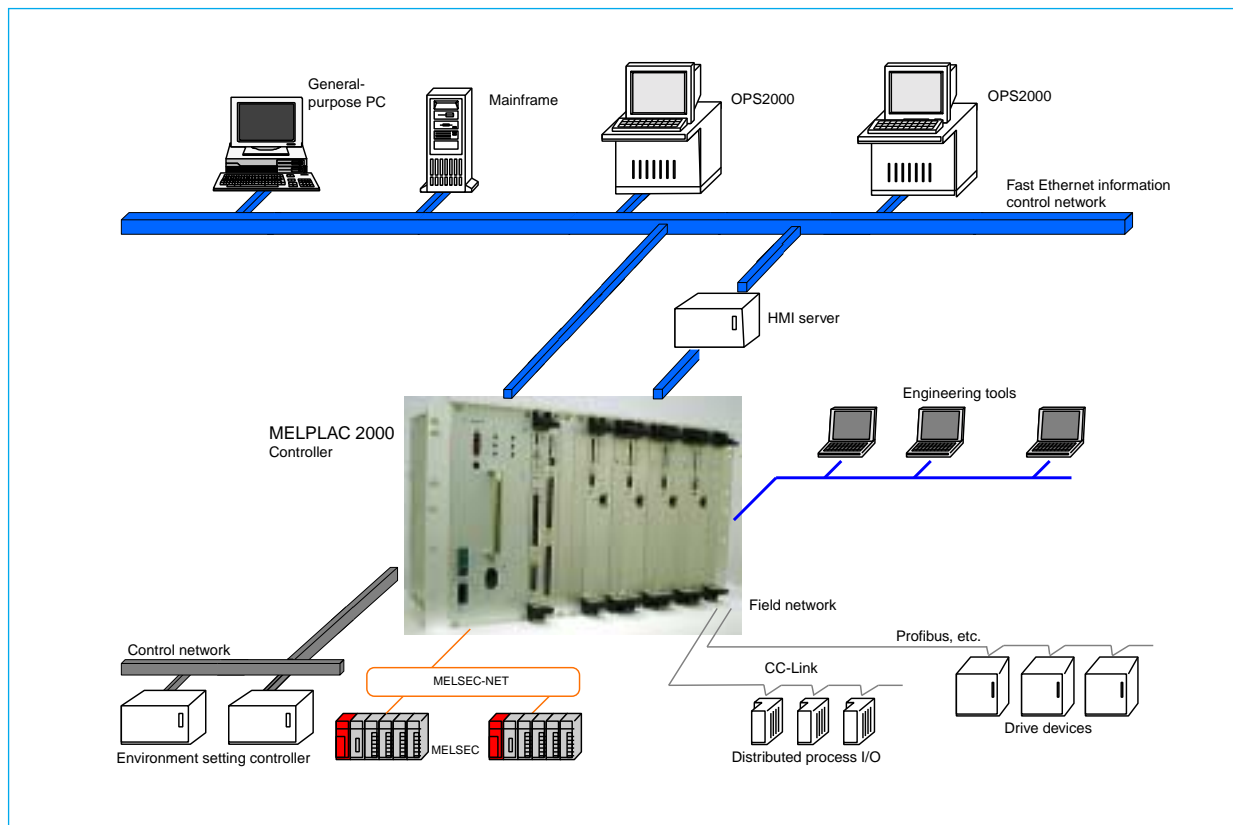 General-
purpose PC
Mainframe
OPS2000
OPS2000
Fast Ethernet information
control network
HMI server
Engineering tools
MELPLAC 2000
Controller
Field network
Profibus, etc.
Control network
CC-Link
MELSEC-NET
Drive devices
MELSEC
Environment setting controller
Distributed process I/O